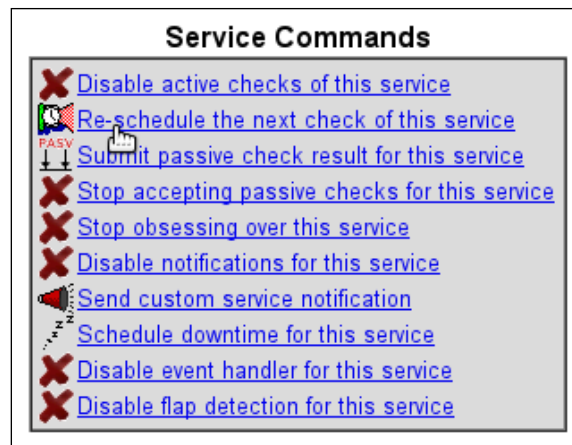 Service Commands
Disable active checks of this service
Re-schedule the next check of this service
PASV
Submit passive check result for this service
Stop accepting passive checks for this service
Stop obsessing over this service
Disable notifications for this service
Send custom service notification
z z z
Schedule downtime for this service
Disable event handler for this service
Disable flap detection for this service